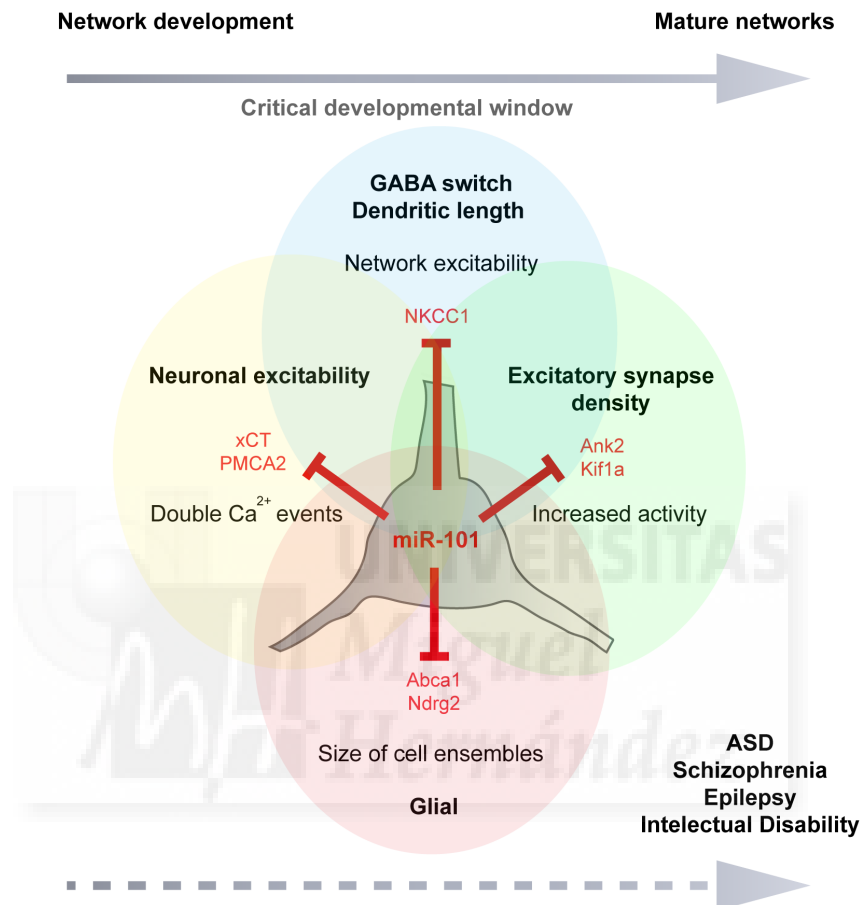 Network development
Mature networks
Critical developmental window
GABA switch
Dendritic length
Network excitability
NKCC1
Neuronal excitability
xCT
PMCA2
Double Ca²⁺ events
Excitatory synapse
density
Ank2
Kif1a
Increased activity
miR-101
UNIVERSITAS
Miguel
Hernández
Abca1
Ndrg2
Size of cell ensembles
Glial
ASD
Schizophrenia
Epilepsy
Intelectual Disability